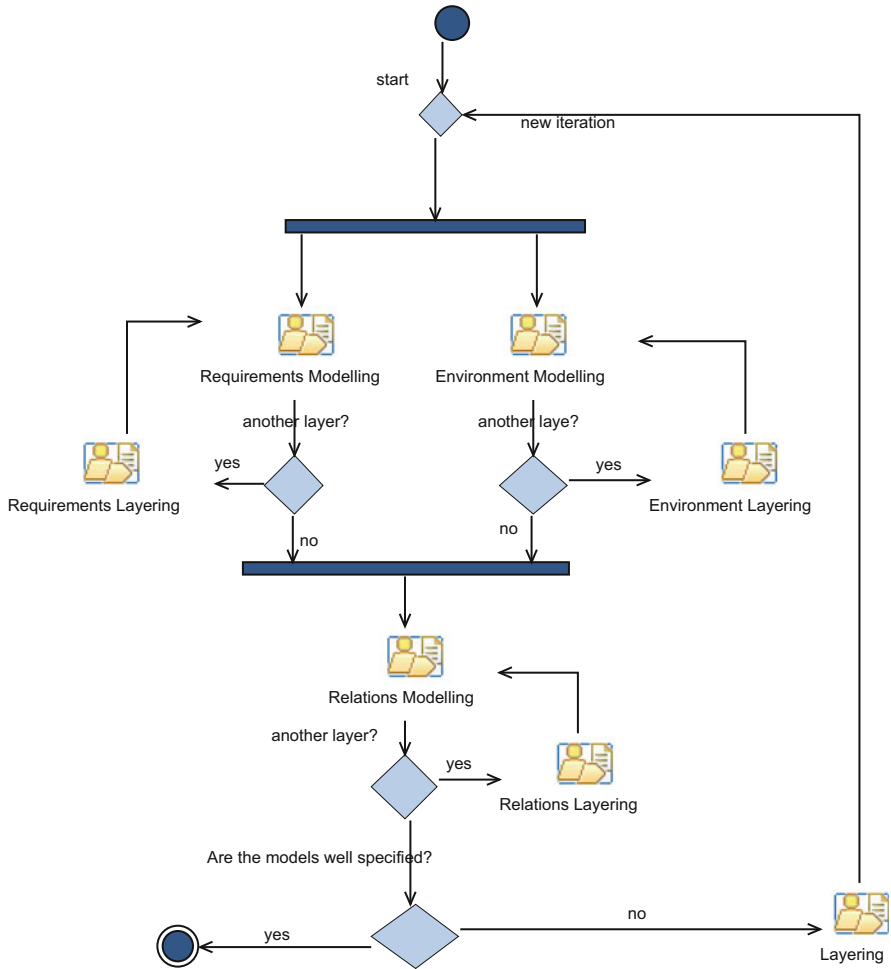 start
new iteration
Requirements Modelling
Environment Modelling
another layer?
another laye?
yes
yes
Requirements Layering
Environment Layering
no
no
Relations Modelling
another layer?
yes
Relations Layering
Are the models well specified?
no
yes
Layering